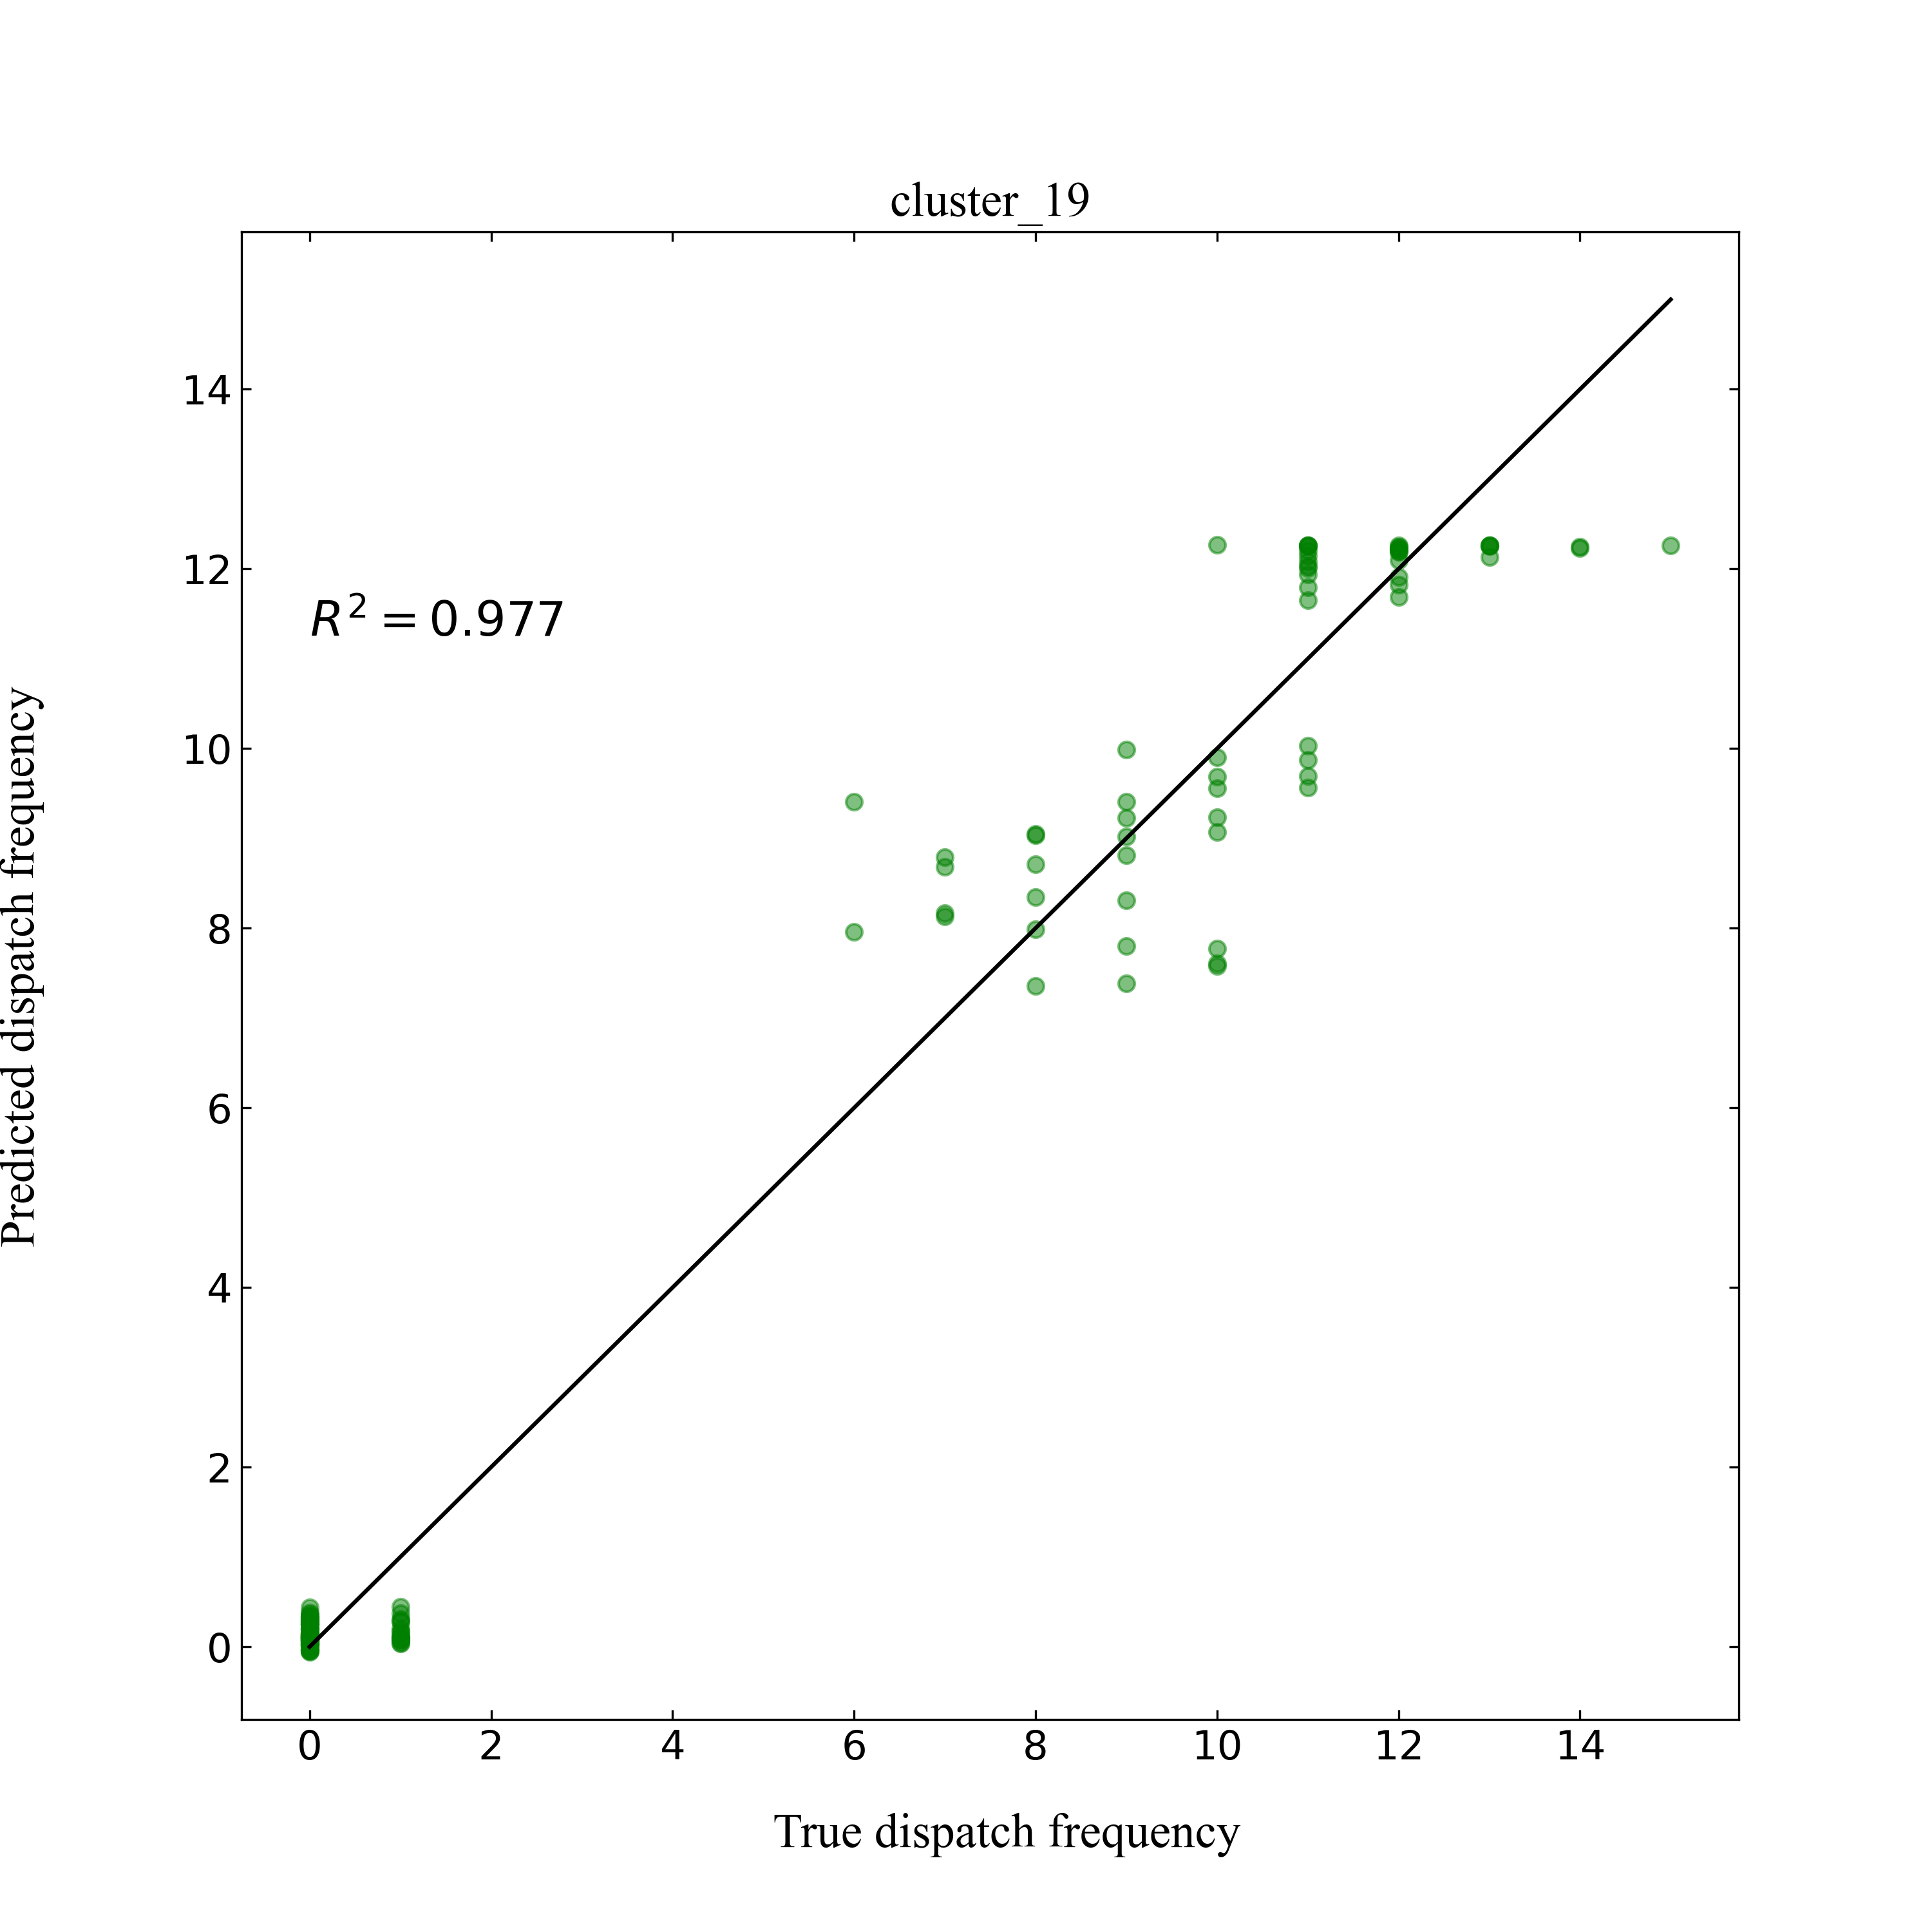 cluster_19
14
12
R² = 0.977
10
8
6
4
2
0
0 2 4 6 8 10 12 14
True dispatch frequency
Predicted dispatch frequency